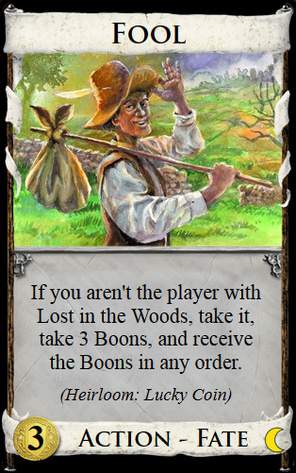 FOOL
If you aren't the player with
Lost in the Woods, take it,
take 3 Boons, and receive
the Boons in any order.
(Heirloom: Lucky Coin)
3 ACTION - FATE